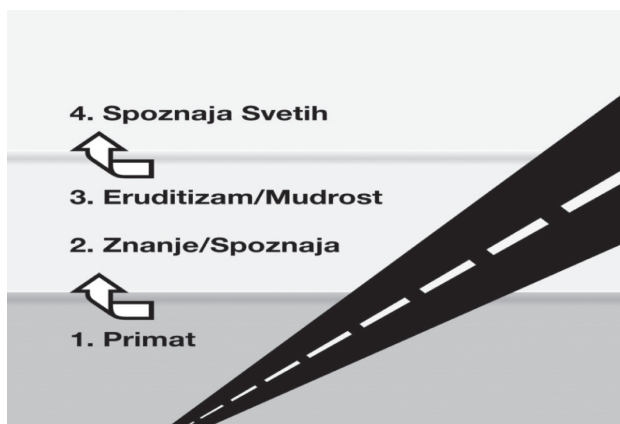 4. Spoznaja Svetih
3. Eruditizam/Mudrost
2. Znanje/Spoznaja
1. Primat